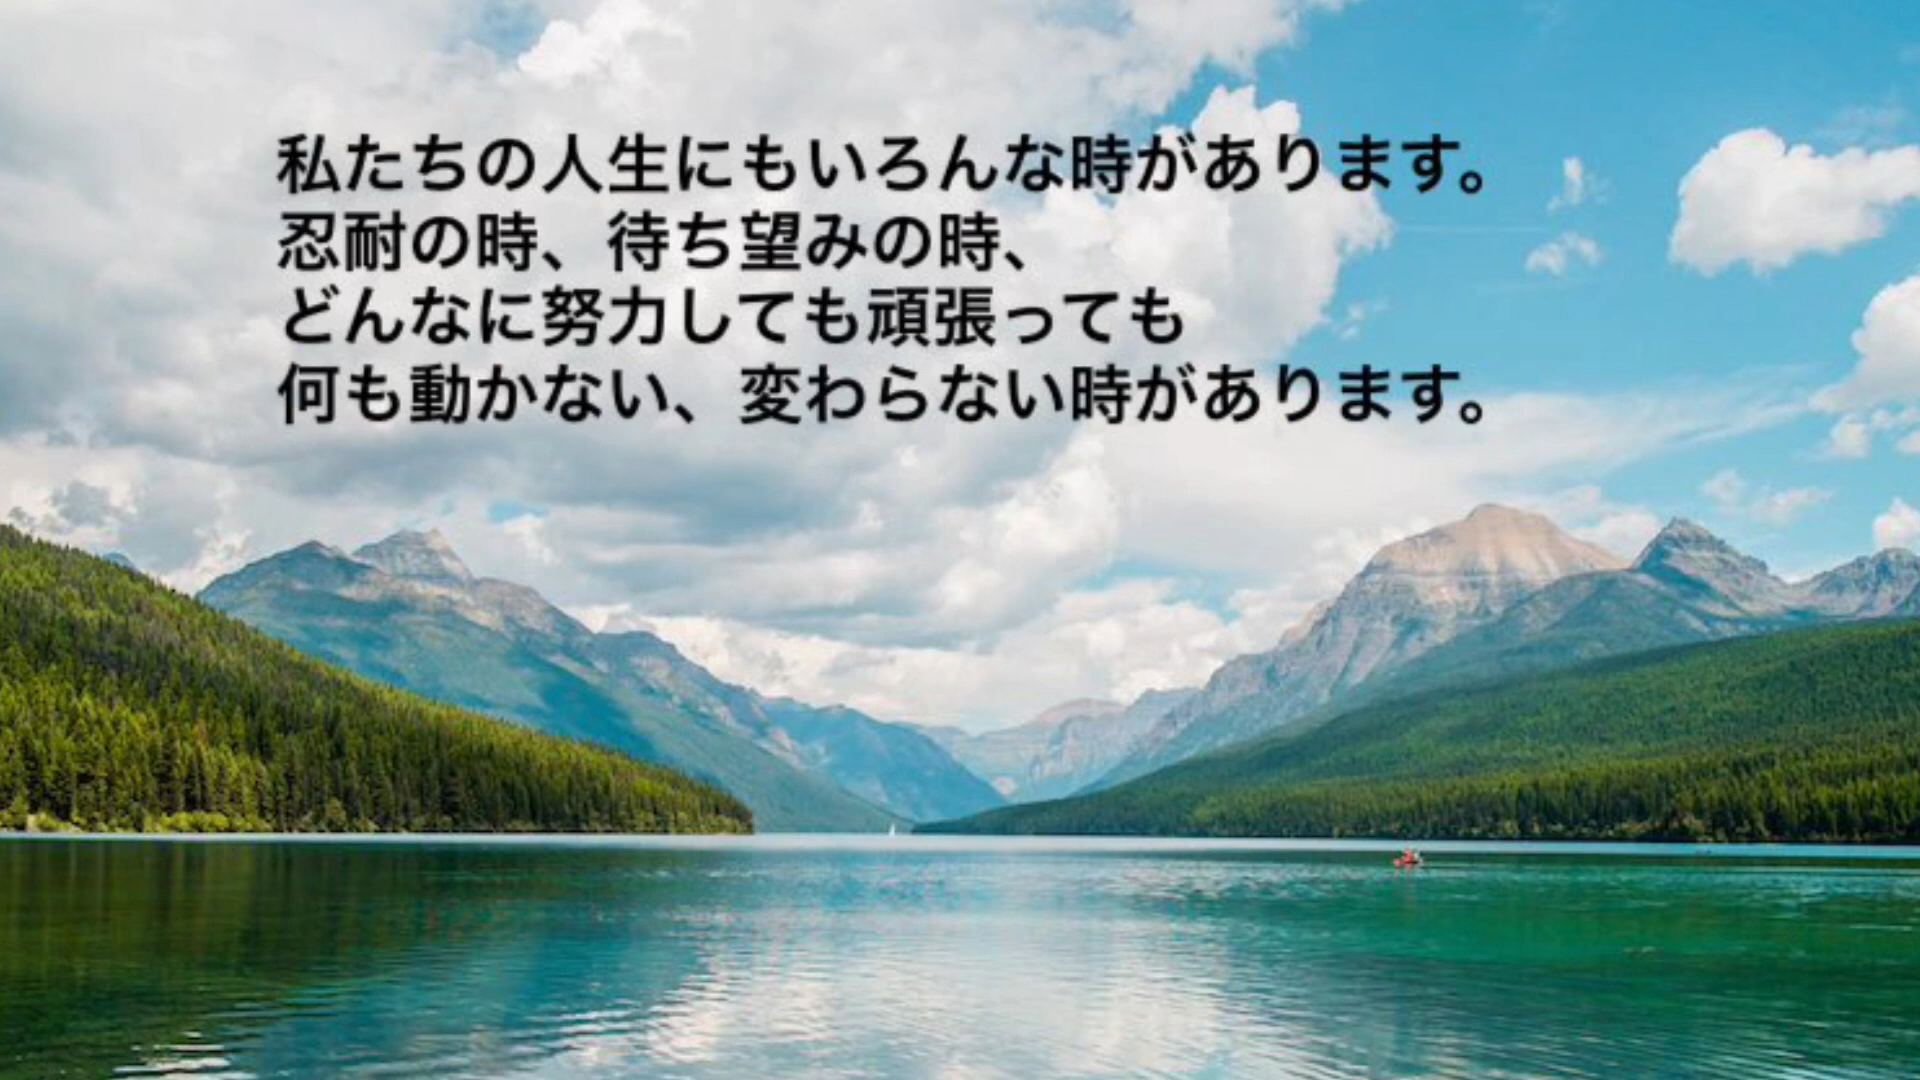 私たちの人生にもいろんな時があります。
忍耐の時、待ち望みの時、
どんなに努力しても頑張っても
何も動かない、変わらない時があります。